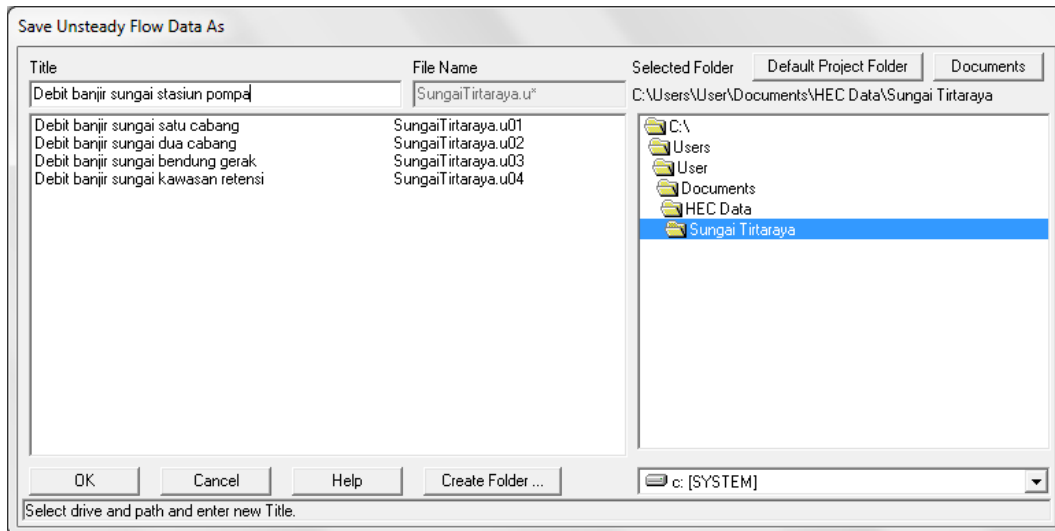 Save Unsteady Flow Data As
Title File Name Selected Folder Default Project Folder Documents
Debit banjir sungai stasiun pompa SungaiTirtaraya.u* C:\Users\User\Documents\HEC Data\Sungai Tirtaraya
Debit banjir sungai satu cabang SungaiTirtaraya.u01
Debit banjir sungai dua cabang SungaiTirtaraya.u02
Debit banjir sungai bendung gerak SungaiTirtaraya.u03
Debit banjir sungai kawasan retensi SungaiTirtaraya.u04
C:\
Users
User
Documents
HEC Data
Sungai Tirtaraya
OK Cancel Help Create Folder ... c: [SYSTEM]
Select drive and path and enter new Title.